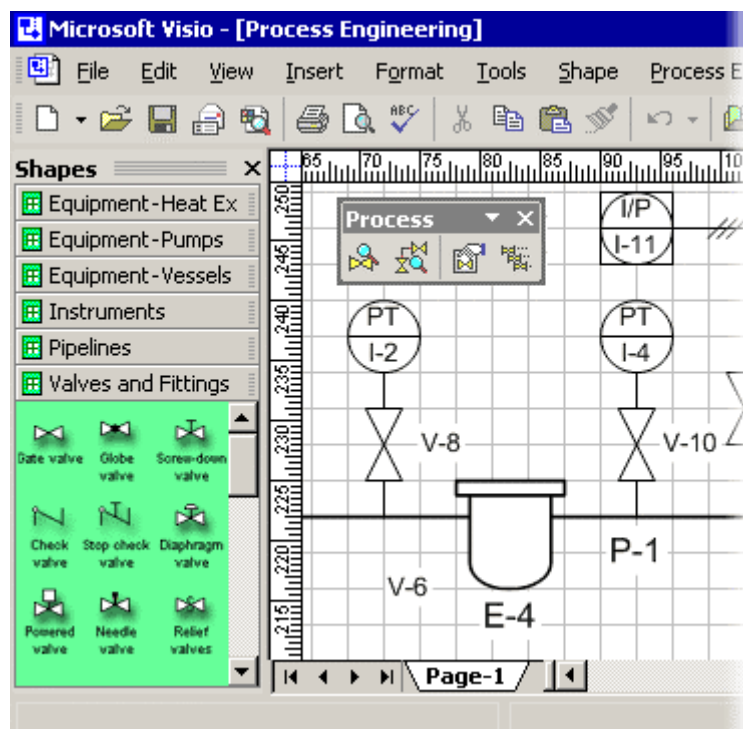 Microsoft Visio - [Process Engineering]
File Edit View Insert Format Tools Shape Process E
ABC
Shapes
65 70 75 80 85 90 95 10
Equipment-Heat Ex
Equipment-Pumps
Equipment-Vessels
Instruments
Pipelines
Valves and Fittings
Gate valve
Globe valve
Screw-down valve
Check valve
Stop check valve
Diaphragm valve
Powered valve
Needle valve
Relief valves
250
245
240
235
230
225
220
215
Process
I/P
I-11
PT
I-2
PT
I-4
V-8
V-10
P-1
V-6
E-4
Page-1